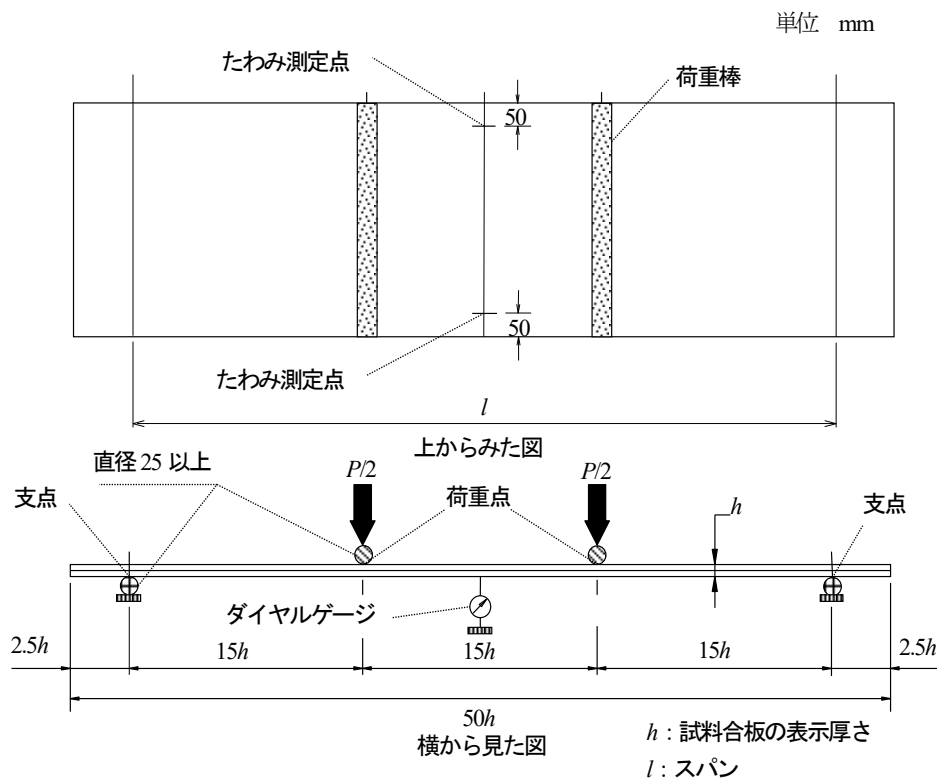 単位 mm
たわみ測定点
荷重棒
50
50
たわみ測定点
l
上からみた図
直径25以上
P/2
P/2
支点
荷重点
h
支点
ダイヤルゲージ
2.5h
15h
15h
15h
2.5h
50h
横から見た図
h：試料合板の表示厚さ
l：スパン